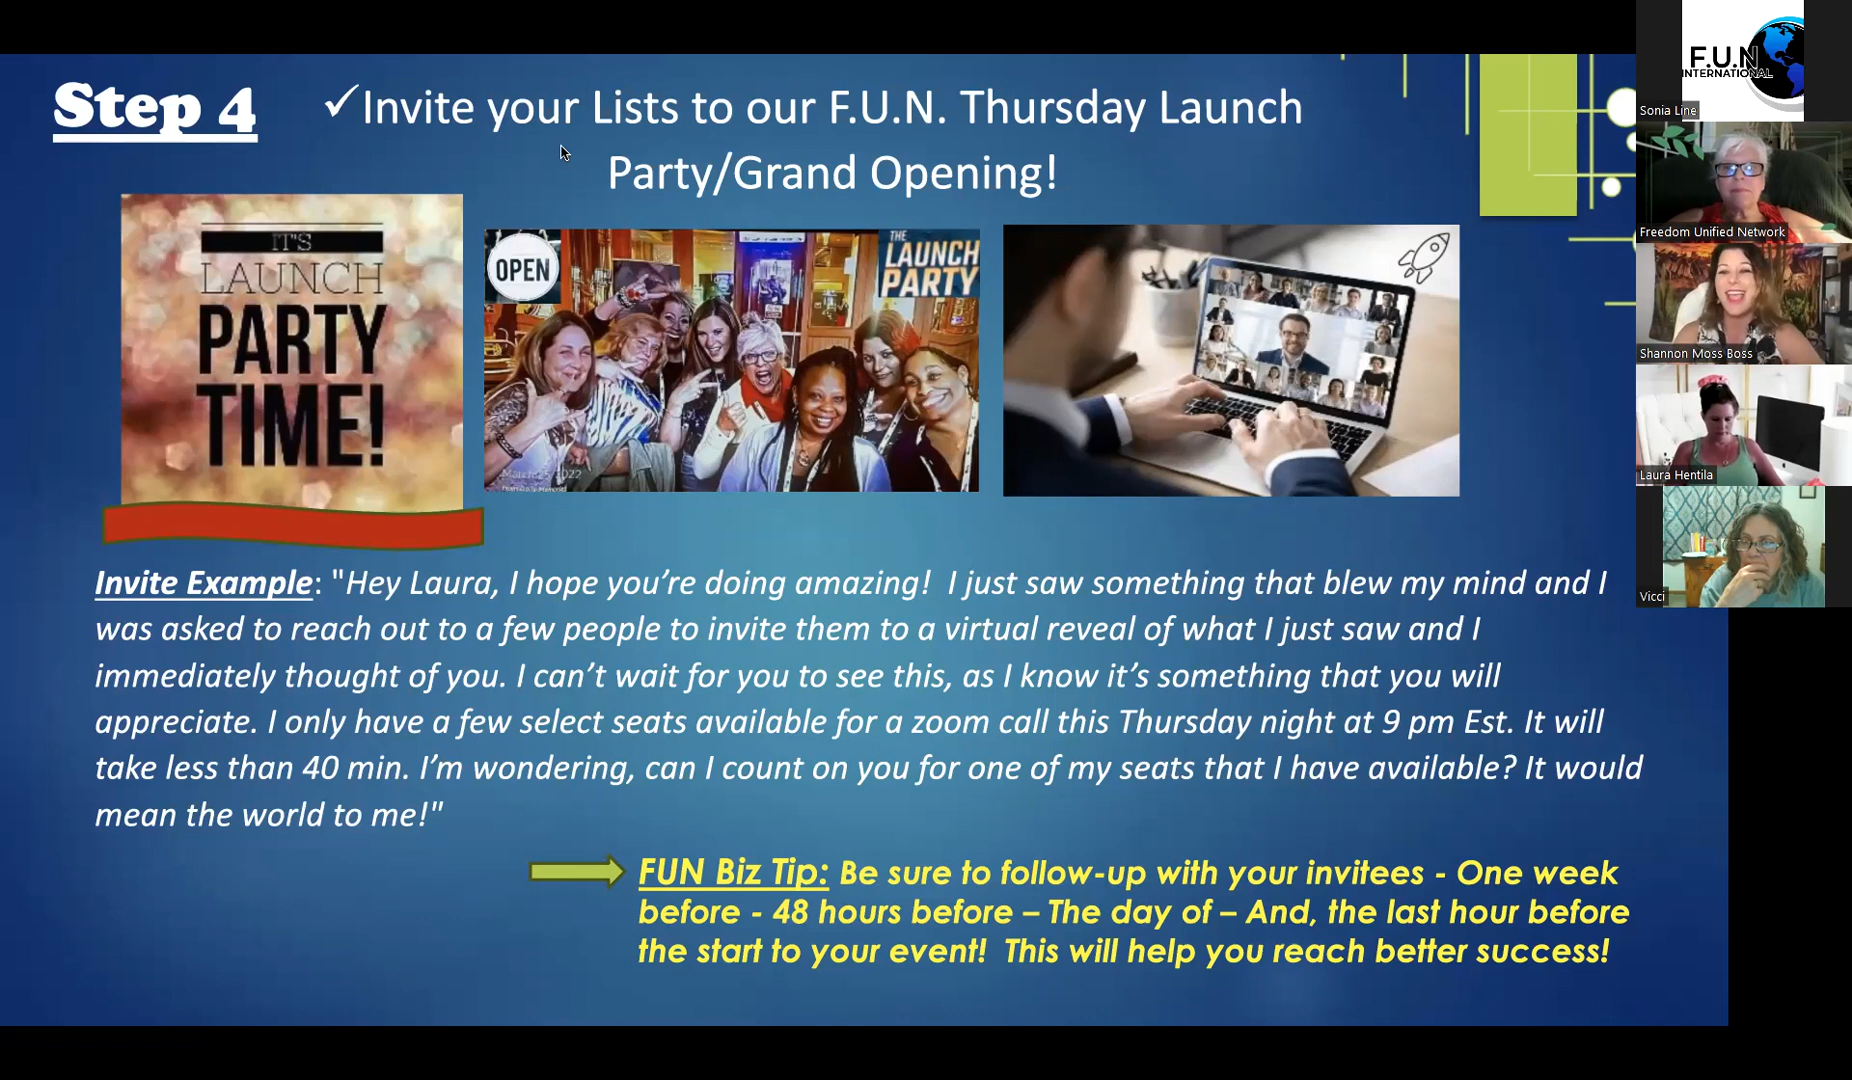 Step 4
✓Invite your Lists to our F.U.N. Thursday Launch
Party/Grand Opening!
IT'S
LAUNCH
PARTY
TIME!
OPEN
THE
LAUNCH
PARTY
March 25, 2022
Invite Example: "Hey Laura, I hope you’re doing amazing!  I just saw something that blew my mind and I
was asked to reach out to a few people to invite them to a virtual reveal of what I just saw and I
immediately thought of you. I can’t wait for you to see this, as I know it’s something that you will
appreciate. I only have a few select seats available for a zoom call this Thursday night at 9 pm Est. It will
take less than 40 min. I’m wondering, can I count on you for one of my seats that I have available? It would
mean the world to me!"
FUN Biz Tip: Be sure to follow-up with your invitees - One week
before - 48 hours before – The day of – And, the last hour before
the start to your event!  This will help you reach better success!
F.U.N
INTERNATIONAL
Sonia Line
Freedom Unified Network
Shannon Moss Boss
Laura Hentila
Vicci